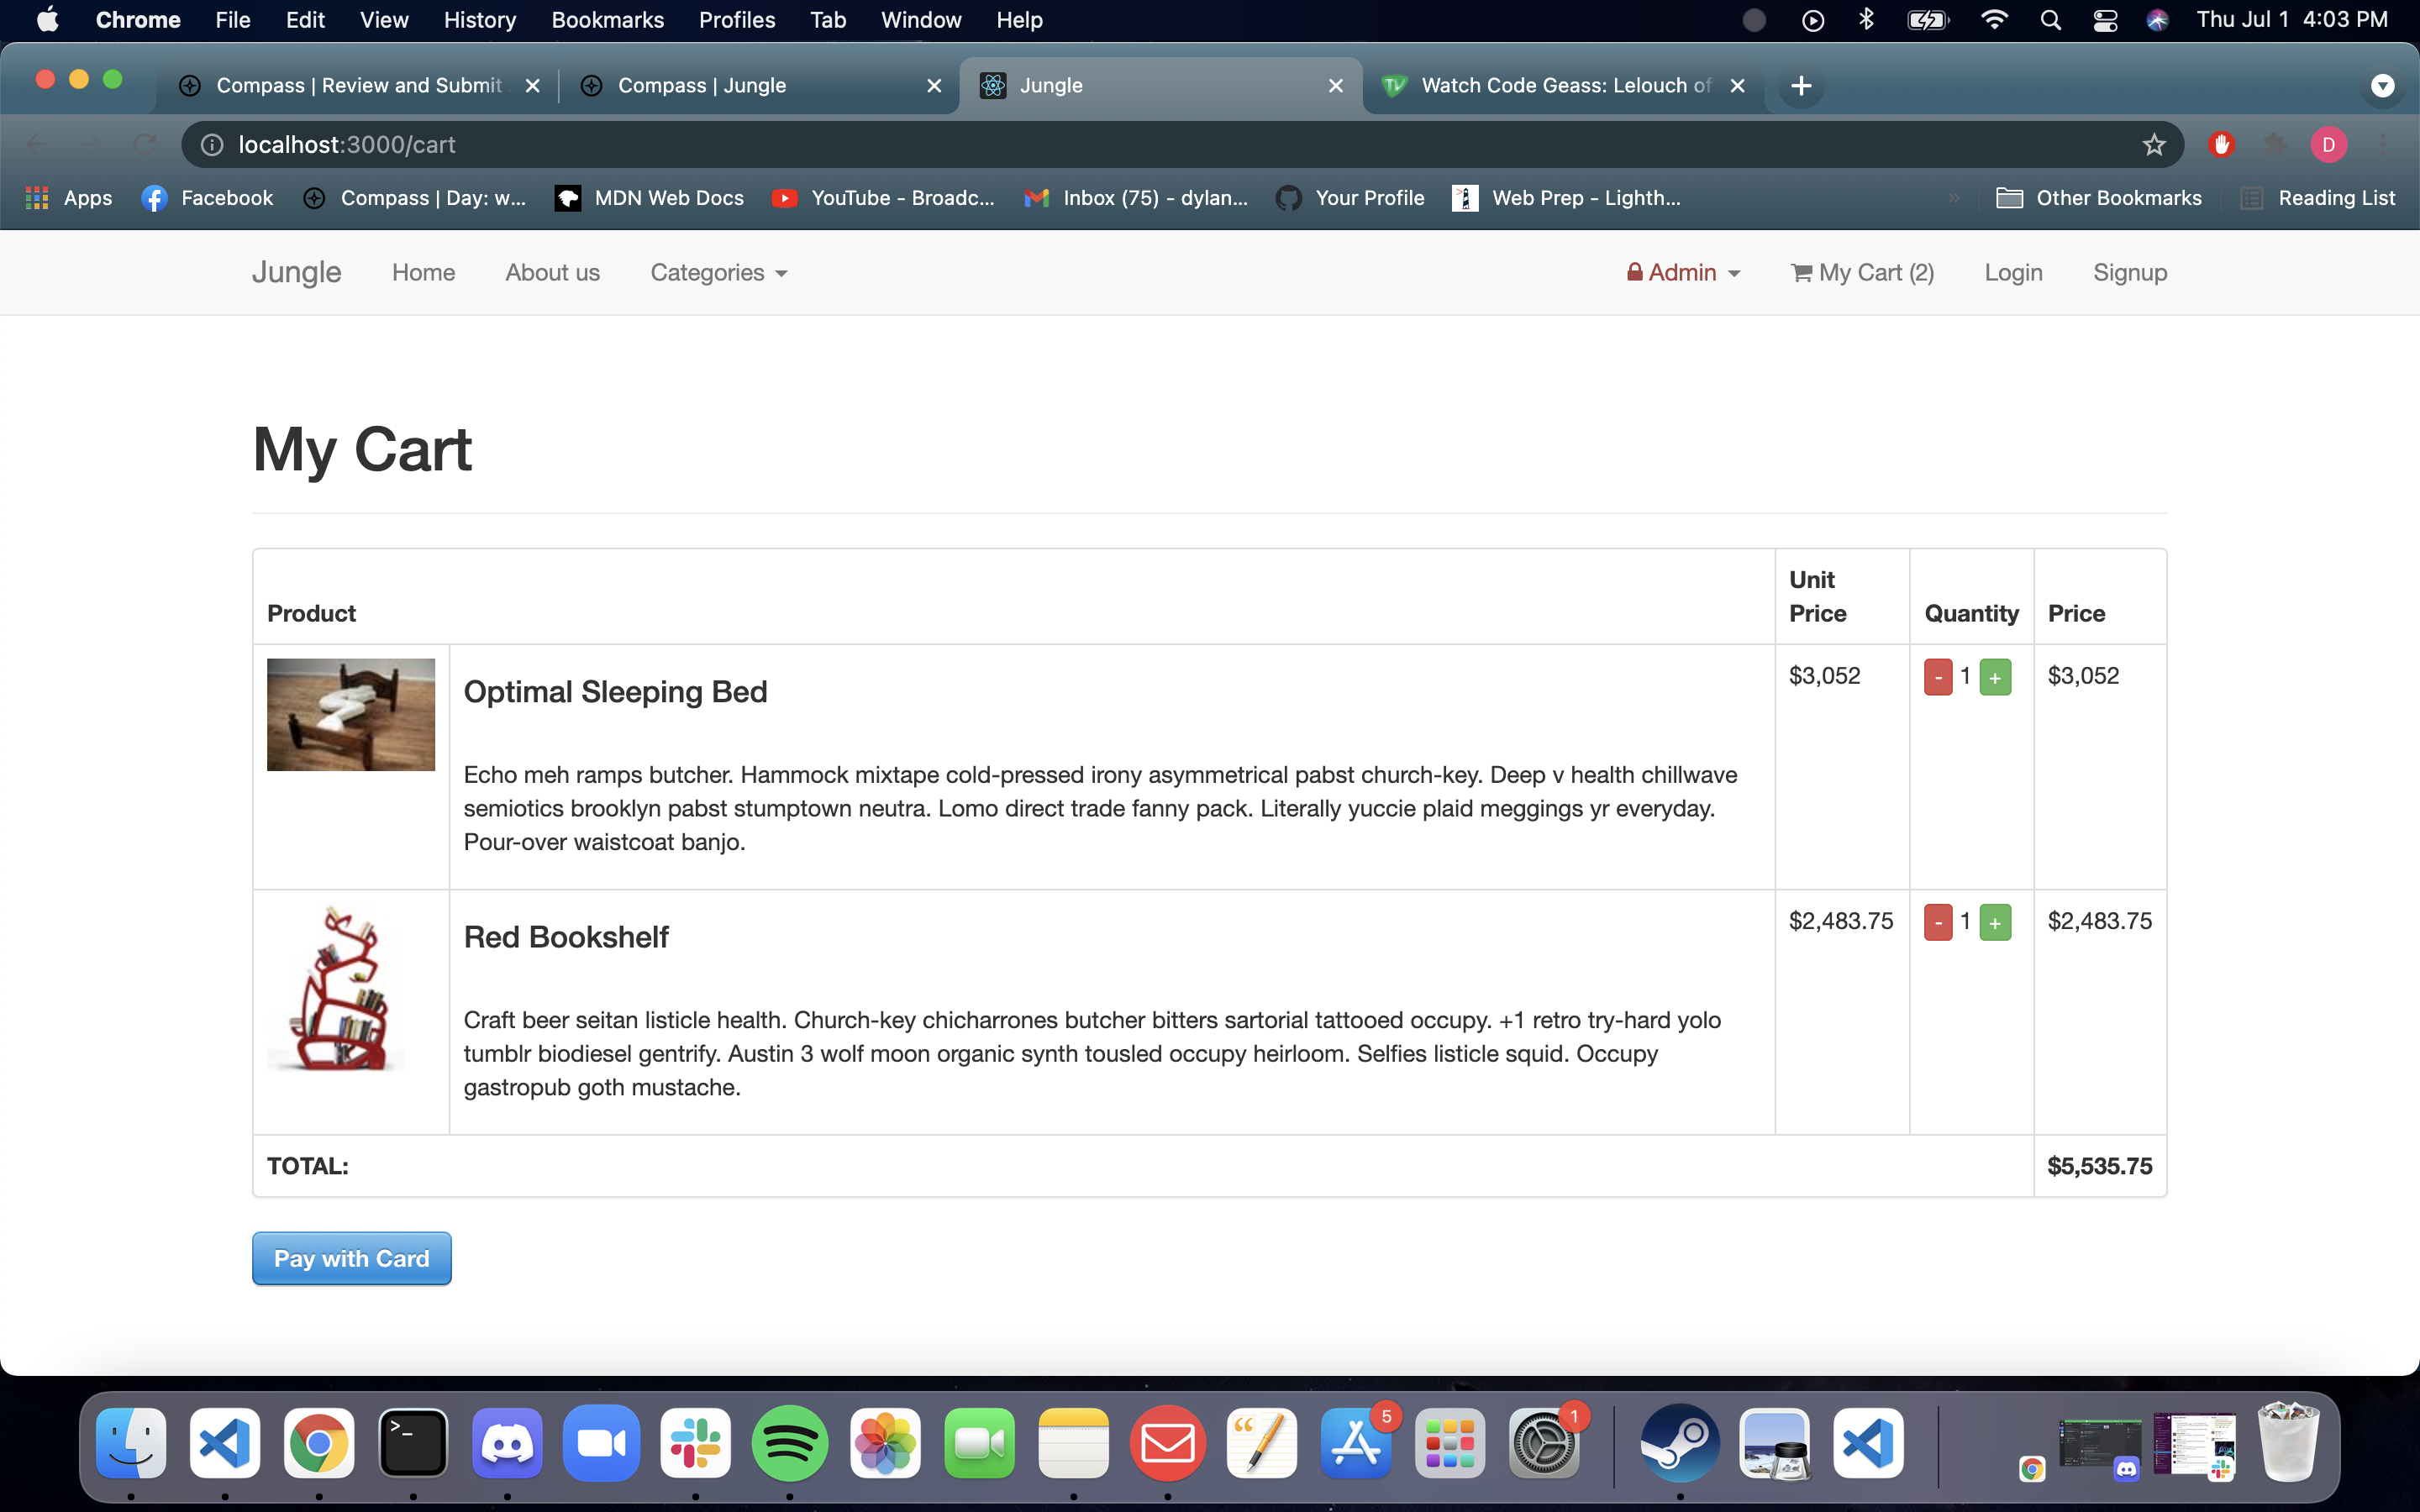 Chrome File Edit View History Bookmarks Profiles Tab Window Help Thu Jul 1 4:03 PM
Compass | Review and Submit Compass | Jungle Jungle Watch Code Geass: Lelouch of
localhost:3000/cart D
Apps Facebook Compass | Day: w... MDN Web Docs YouTube - Broadc... Inbox (75) - dylan... Your Profile Web Prep - Lighth... » Other Bookmarks Reading List
Jungle Home About us Categories Admin My Cart (2) Login Signup
My Cart
Product Unit Price Quantity Price
Optimal Sleeping Bed $3,052 - 1 + $3,052
Echo meh ramps butcher. Hammock mixtape cold-pressed irony asymmetrical pabst church-key. Deep v health chillwave
semiotics brooklyn pabst stumptown neutra. Lomo direct trade fanny pack. Literally yuccie plaid meggings yr everyday.
Pour-over waistcoat banjo.
Red Bookshelf $2,483.75 - 1 + $2,483.75
Craft beer seitan listicle health. Church-key chicharrones butcher bitters sartorial tattooed occupy. +1 retro try-hard yolo
tumblr biodiesel gentrify. Austin 3 wolf moon organic synth tousled occupy heirloom. Selfies listicle squid. Occupy
gastropub goth mustache.
TOTAL: $5,535.75
Pay with Card
5 1